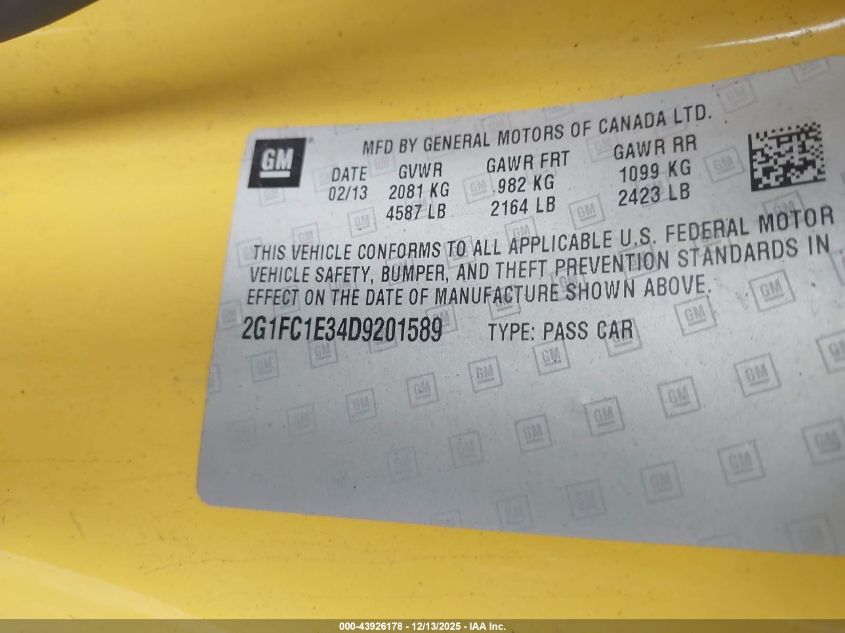 GM
MFD BY GENERAL MOTORS OF CANADA LTD.
DATE GVWR GAWR FRT GAWR RR
02/13 2081 KG 982 KG 1099 KG
4587 LB 2164 LB 2423 LB
THIS VEHICLE CONFORMS TO ALL APPLICABLE U.S. FEDERAL MOTOR
VEHICLE SAFETY, BUMPER, AND THEFT PREVENTION STANDARDS IN
EFFECT ON THE DATE OF MANUFACTURE SHOWN ABOVE.
2G1FC1E34D9201589 TYPE: PASS CAR
000-43926178 - 12/13/2025 - IAA Inc.